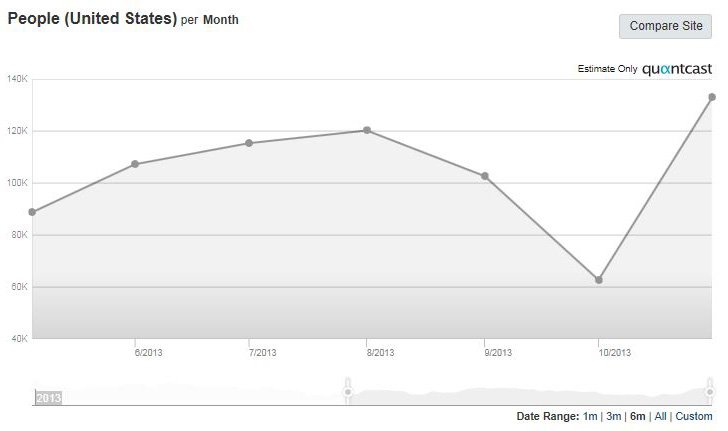 People (United States) per Month
Compare Site
Estimate Only quantcast
140K
120K
100K
80K
60K
40K
6/2013
7/2013
8/2013
9/2013
10/2013
2013
Date Range: 1m | 3m | 6m | All | Custom